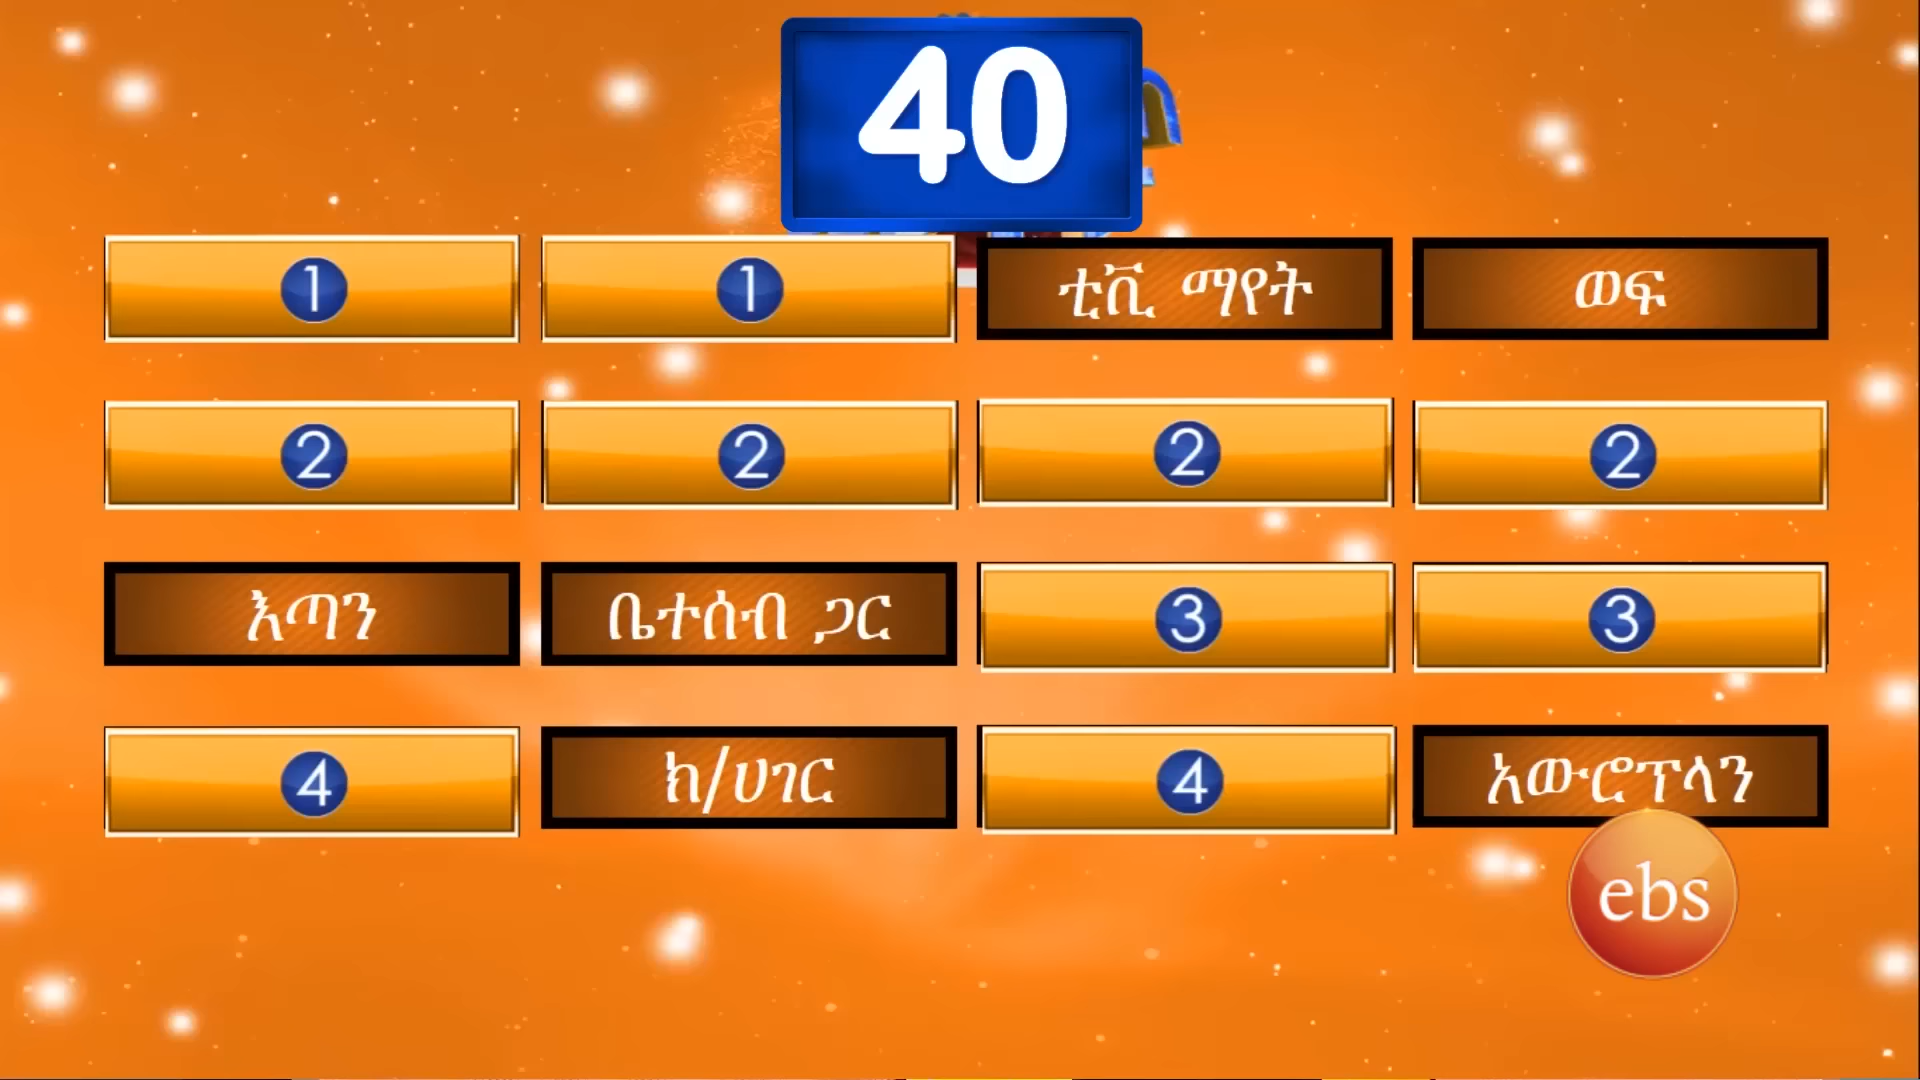 40
1 1 ቲቪ ማየት ወፍ
2 2 2 2
እጣን ቤተሰብ ጋር 3 3
4 ክ/ሀገር 4 አውሮፕላን
ebs